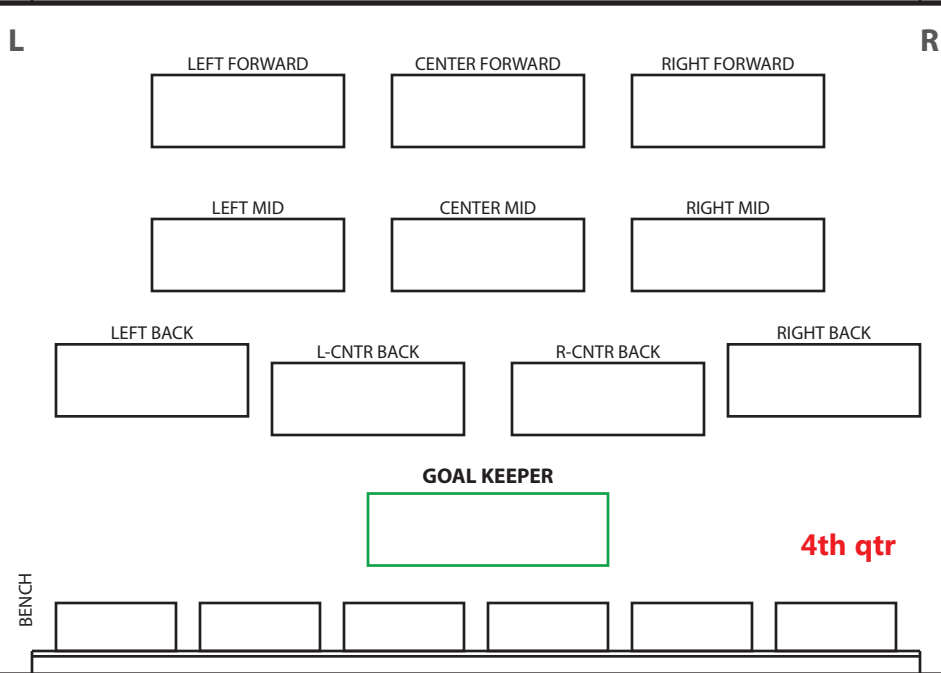 L
R
LEFT FORWARD
CENTER FORWARD
RIGHT FORWARD
LEFT MID
CENTER MID
RIGHT MID
LEFT BACK
L-CNTR BACK
R-CNTR BACK
RIGHT BACK
GOAL KEEPER
4th qtr
BENCH